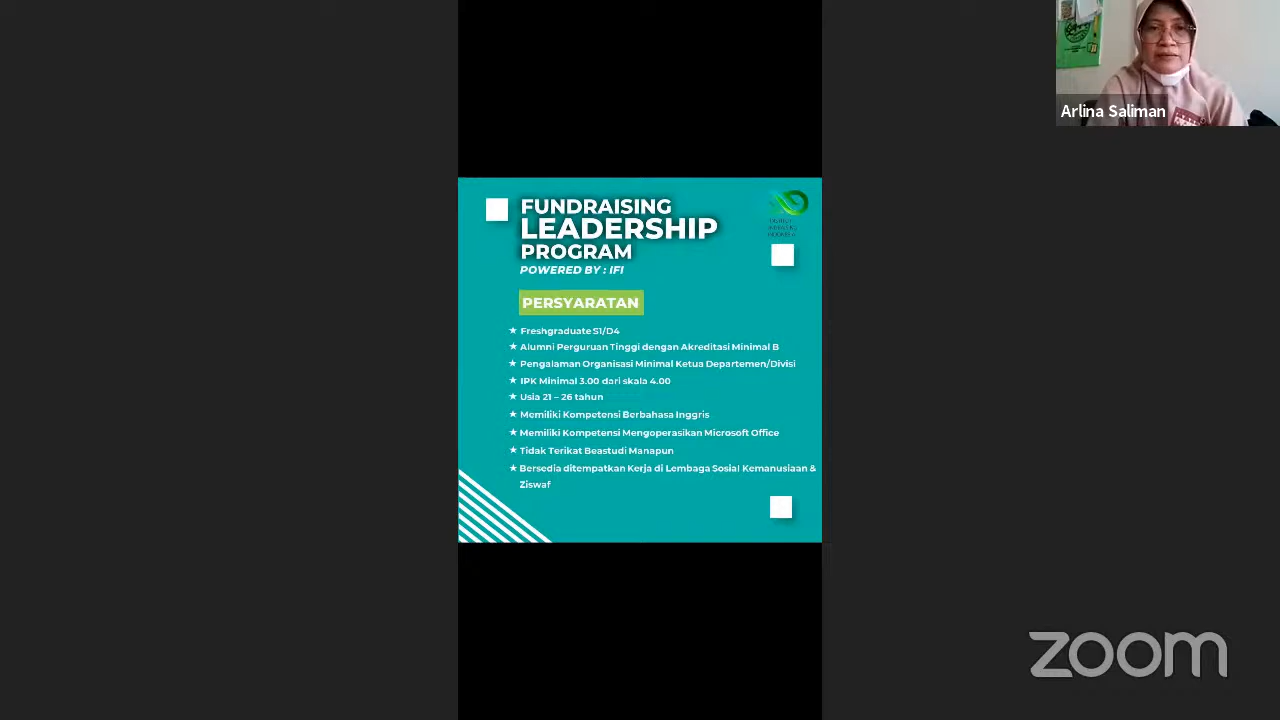 Arlina Saliman
FUNDRAISING
LEADERSHIP
PROGRAM
POWERED BY : IFI
PERSYARATAN
★ Freshgraduate S1/D4
★ Alumni Perguruan Tinggi dengan Akreditasi Minimal B
★ Pengalaman Organisasi Minimal Ketua Departemen/Divisi
★ IPK Minimal 3.00 dari skala 4.00
★ Usia 21 – 26 tahun
★ Memiliki Kompetensi Berbahasa Inggris
★ Memiliki Kompetensi Mengoperasikan Microsoft Office
★ Tidak Terikat Beastudi Manapun
★ Bersedia ditempatkan Kerja di Lembaga Sosial Kemanusiaan &
Ziswaf
zoom